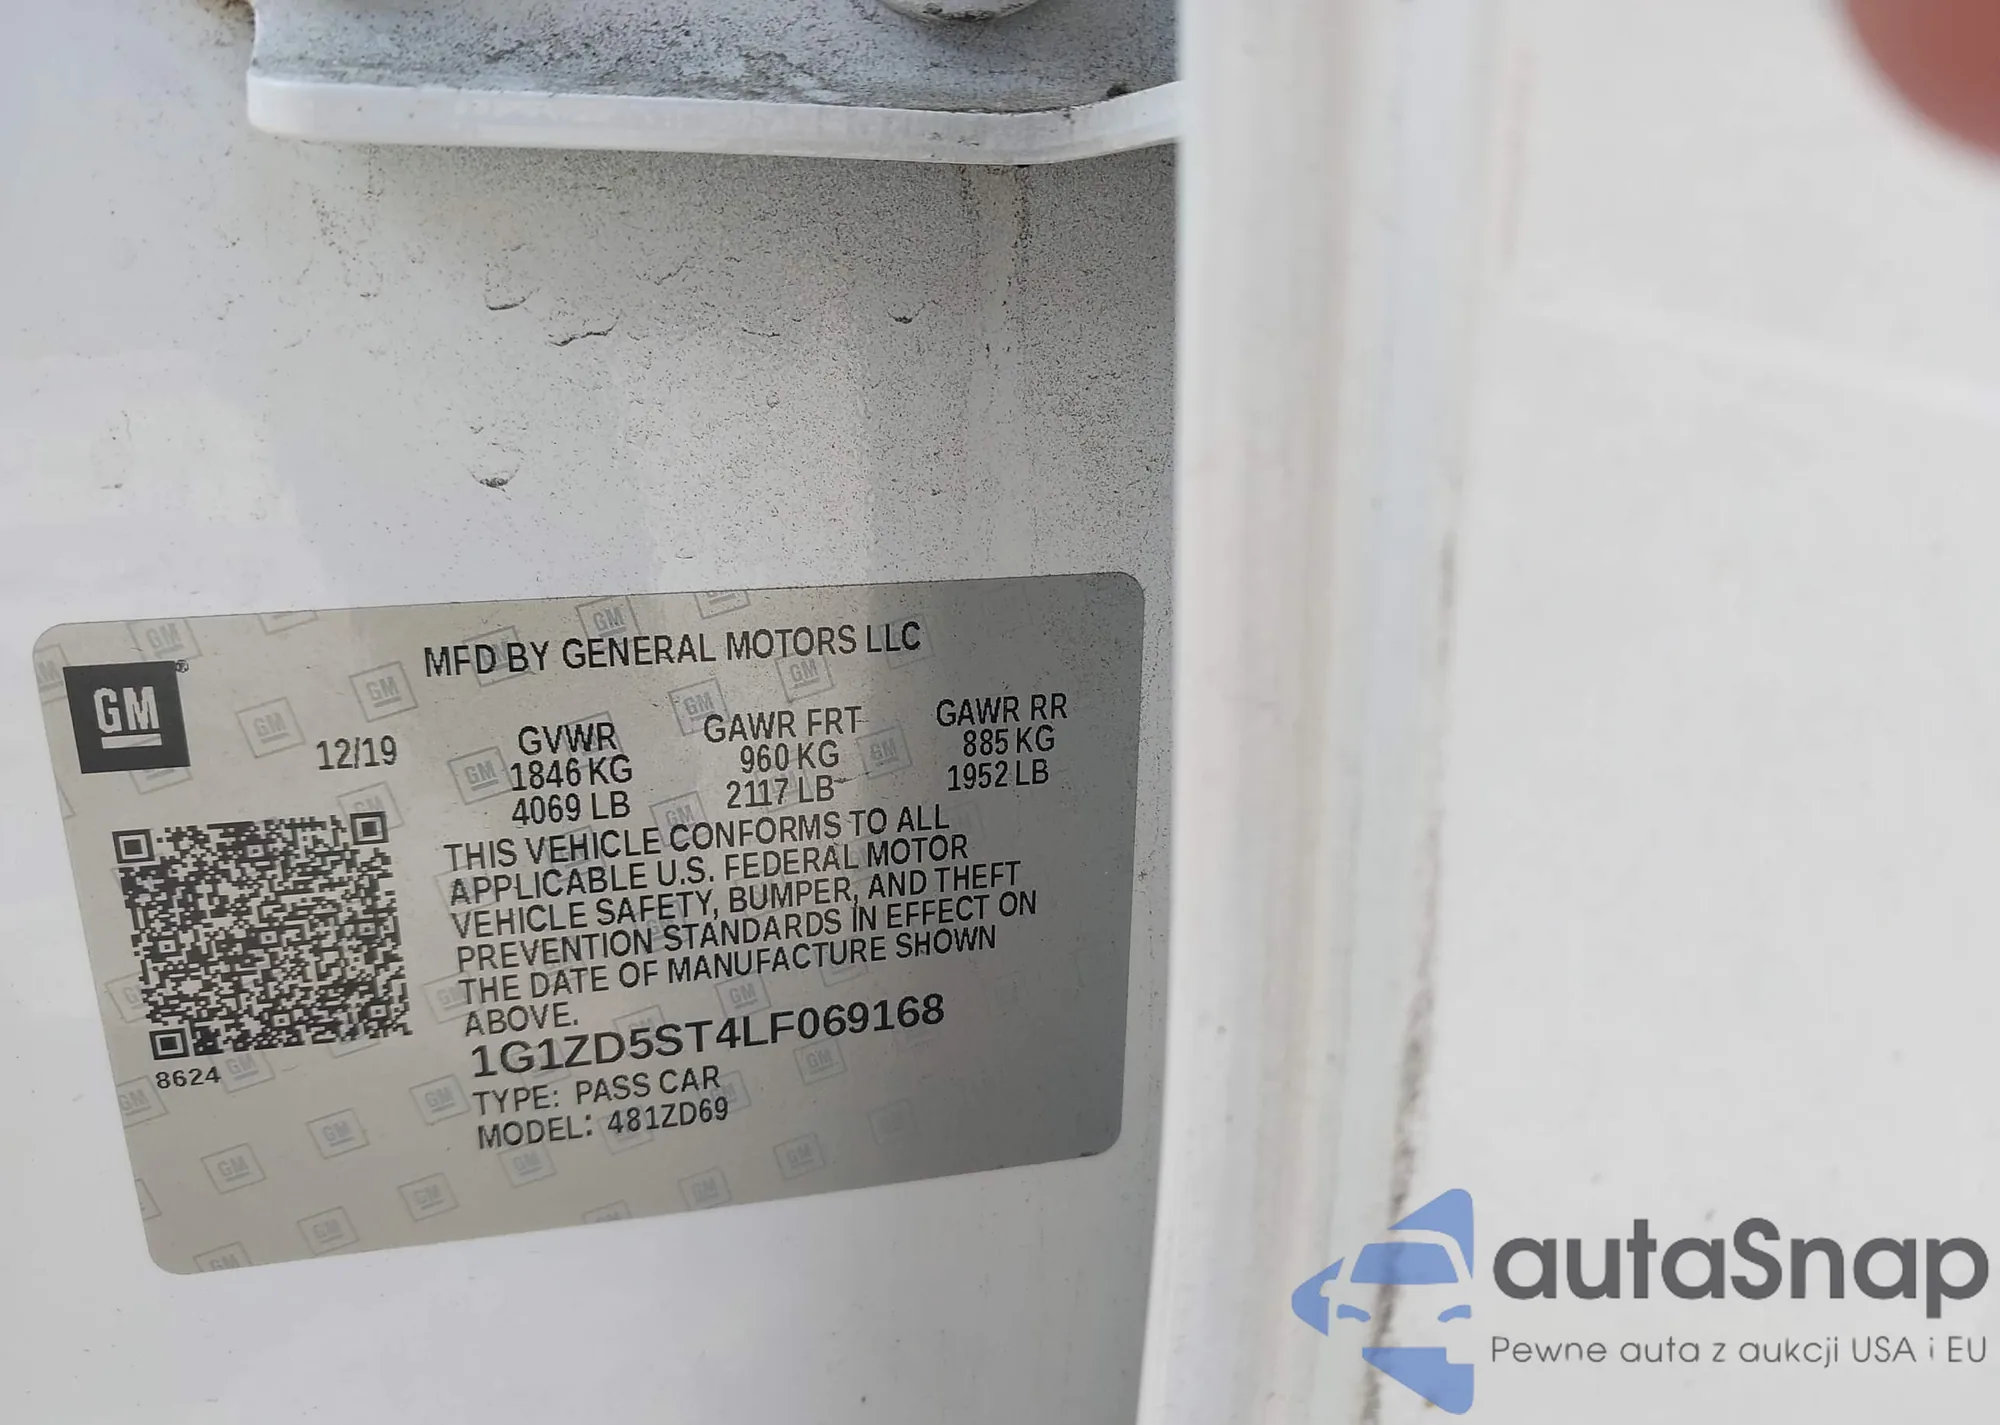 MFD BY GENERAL MOTORS LLC
GM
12/19
GVWR
1846 KG
4069 LB
GAWR FRT
960 KG
2117 LB
GAWR RR
885 KG
1952 LB
THIS VEHICLE CONFORMS TO ALL
APPLICABLE U.S. FEDERAL MOTOR
VEHICLE SAFETY, BUMPER, AND THEFT
PREVENTION STANDARDS IN EFFECT ON
THE DATE OF MANUFACTURE SHOWN
ABOVE.
1G1ZD5ST4LF069168
8624
TYPE: PASS CAR
MODEL: 481ZD69
autaSnap
Pewne auta z aukcji USA i EU